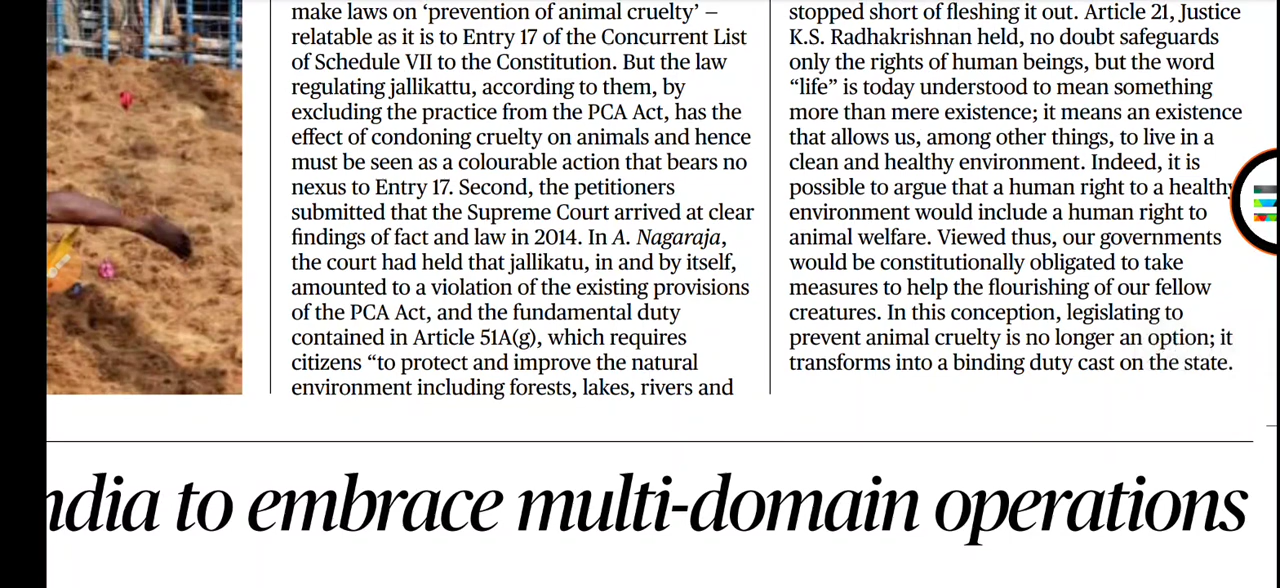 make laws on ‘prevention of animal cruelty’ –
relatable as it is to Entry 17 of the Concurrent List
of Schedule VII to the Constitution. But the law
regulating jallikattu, according to them, by
excluding the practice from the PCA Act, has the
effect of condoning cruelty on animals and hence
must be seen as a colourable action that bears no
nexus to Entry 17. Second, the petitioners
submitted that the Supreme Court arrived at clear
findings of fact and law in 2014. In A. Nagaraja,
the court had held that jallikatu, in and by itself,
amounted to a violation of the existing provisions
of the PCA Act, and the fundamental duty
contained in Article 51A(g), which requires
citizens “to protect and improve the natural
environment including forests, lakes, rivers and
stopped short of fleshing it out. Article 21, Justice
K.S. Radhakrishnan held, no doubt safeguards
only the rights of human beings, but the word
“life” is today understood to mean something
more than mere existence; it means an existence
that allows us, among other things, to live in a
clean and healthy environment. Indeed, it is
possible to argue that a human right to a healthy
environment would include a human right to
animal welfare. Viewed thus, our governments
would be constitutionally obligated to take
measures to help the flourishing of our fellow
creatures. In this conception, legislating to
prevent animal cruelty is no longer an option; it
transforms into a binding duty cast on the state.
ndia to embrace multi-domain operations